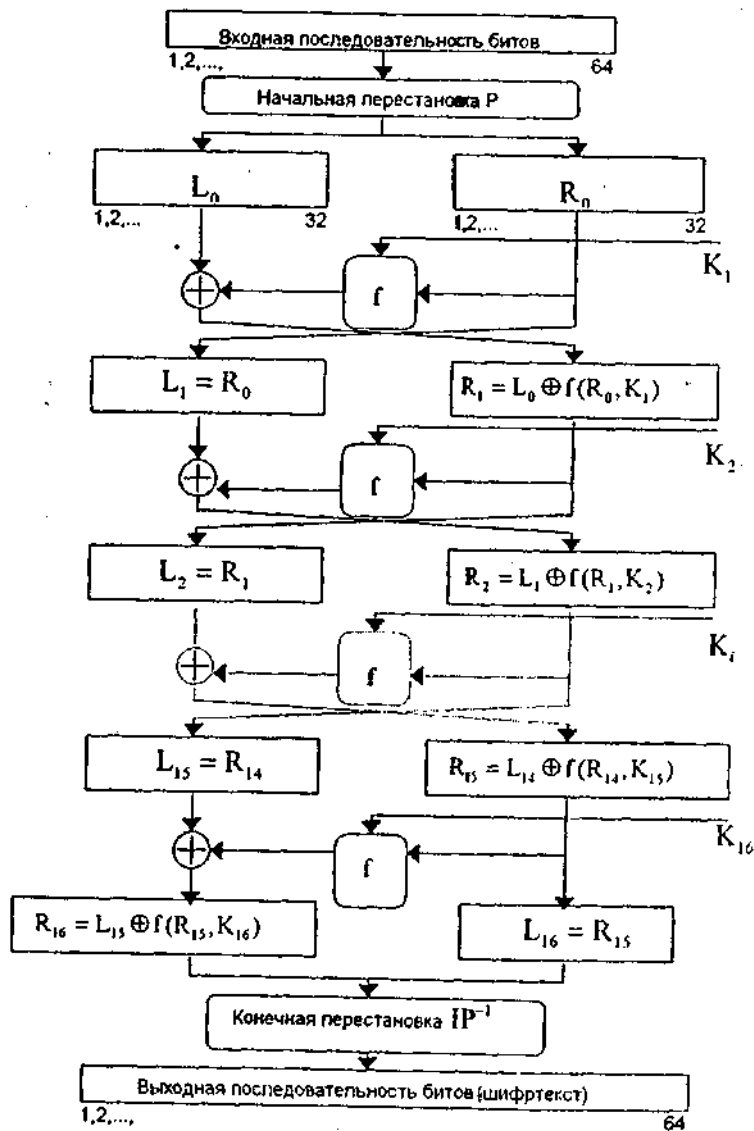 Входная последовательность битов
1,2,..., 64
Начальная перестановка P
L₀ R₀
1,2,... 32 1,2,... 32
K₁
f
L₁ = R₀ R₁ = L₀ ⊕ f(R₀, K₁)
K₂
f
L₂ = R₁ R₂ = L₁ ⊕ f(R₁, K₂)
Kᵢ
f
L₁₅ = R₁₄ R₁₅ = L₁₄ ⊕ f(R₁₄, K₁₅)
K₁₆
f
R₁₆ = L₁₅ ⊕ f(R₁₅, K₁₆) L₁₆ = R₁₅
Конечная перестановка IP⁻¹
Выходная последовательность битов (шифртекст)
1,2,..., 64